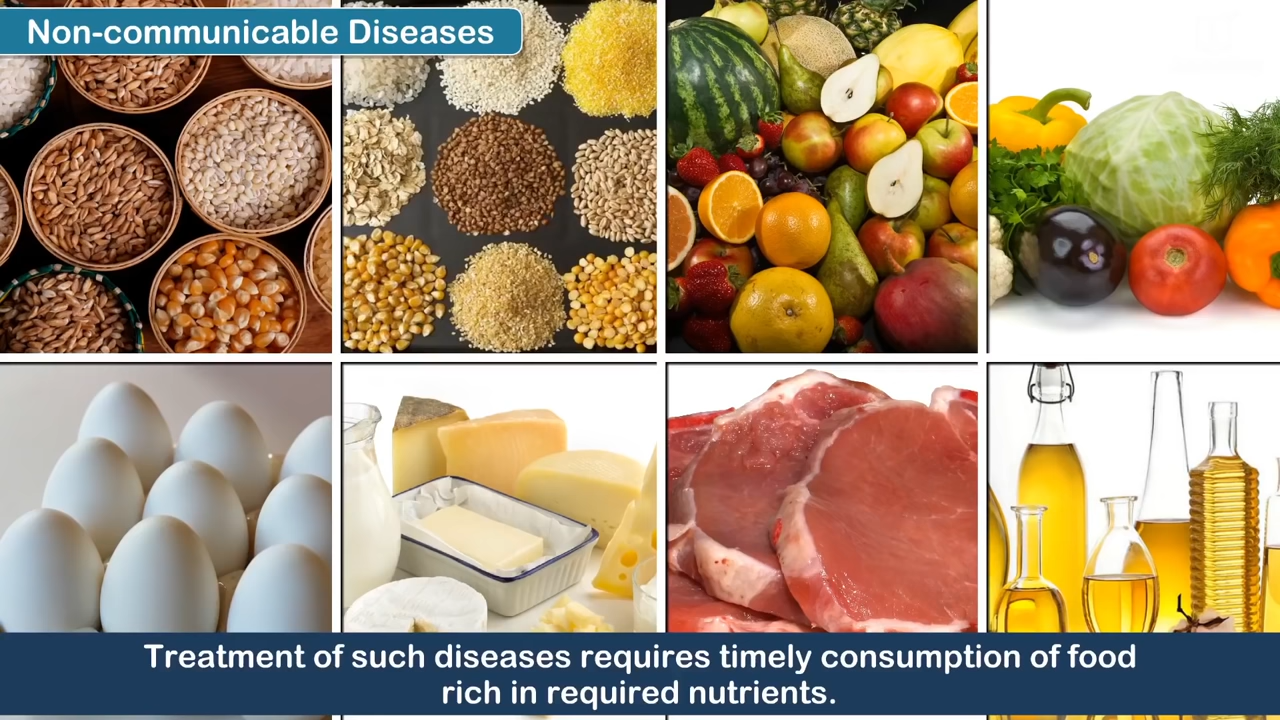 Non-communicable Diseases
Treatment of such diseases requires timely consumption of food
rich in required nutrients.